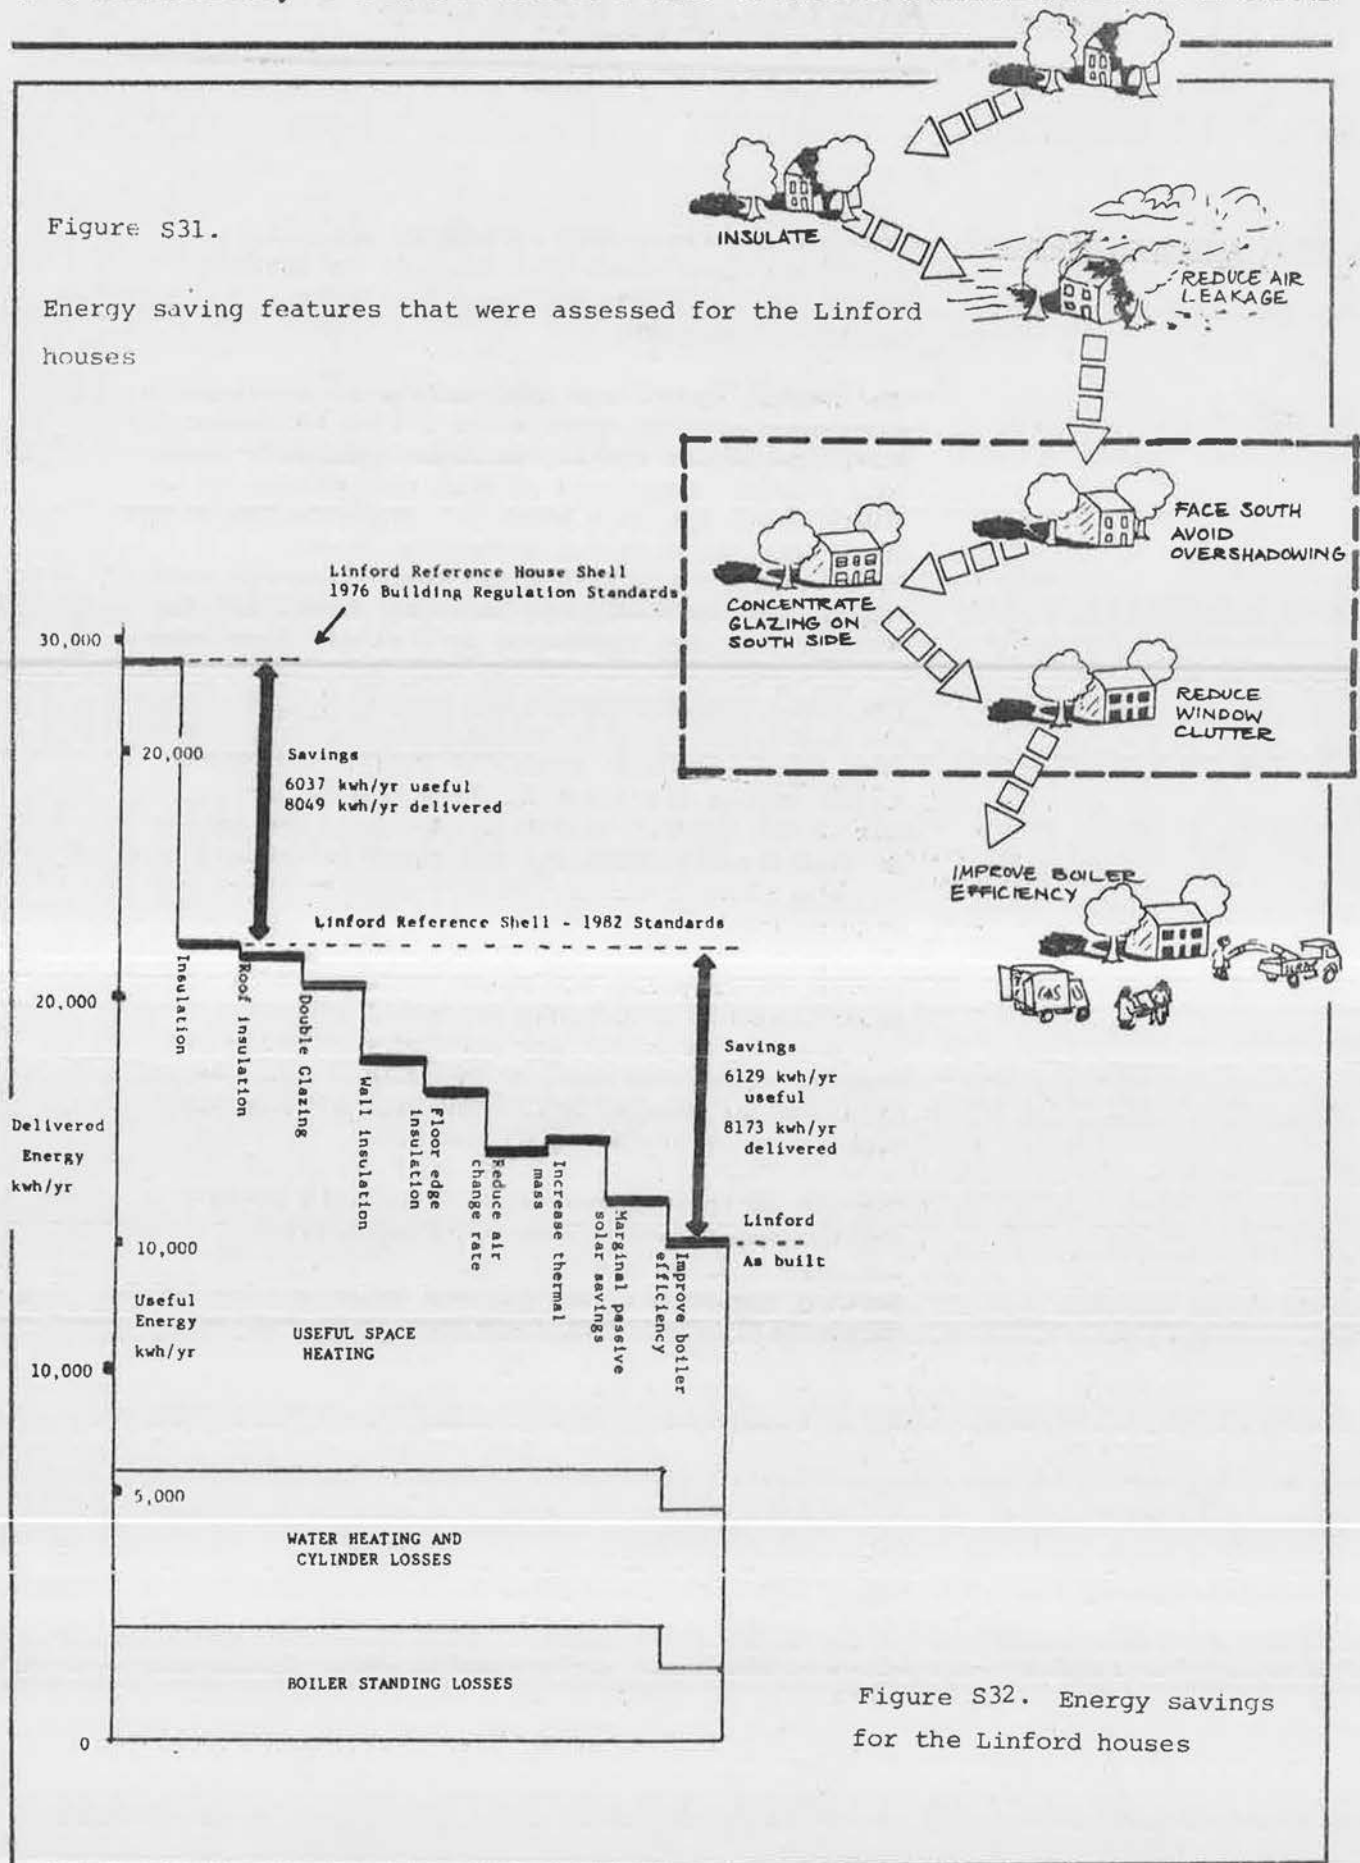 Figure S31.
Energy saving features that were assessed for the Linford
houses
INSULATE
REDUCE AIR
LEAKAGE
FACE SOUTH
AVOID
OVERSHADOWING
CONCENTRATE
GLAZING ON
SOUTH SIDE
REDUCE
WINDOW
CLUTTER
IMPROVE BOILER
EFFICIENCY
GAS
Linford Reference House Shell
1976 Building Regulation Standards
30,000
20,000
Savings
6037 kwh/yr useful
8049 kwh/yr delivered
Linford Reference Shell - 1982 Standards
20,000
Insulation
Roof insulation
Double Glazing
Wall insulation
Floor edge
insulation
Reduce air
change rate
Increase thermal
mass
Marginal passive
solar savings
Improve boiler
efficiency
Savings
6129 kwh/yr
useful
8173 kwh/yr
delivered
Linford
As built
Delivered
Energy
kwh/yr
10,000
Useful
Energy
kwh/yr
10,000
USEFUL SPACE
HEATING
5,000
WATER HEATING AND
CYLINDER LOSSES
BOILER STANDING LOSSES
0
Figure S32. Energy savings
for the Linford houses